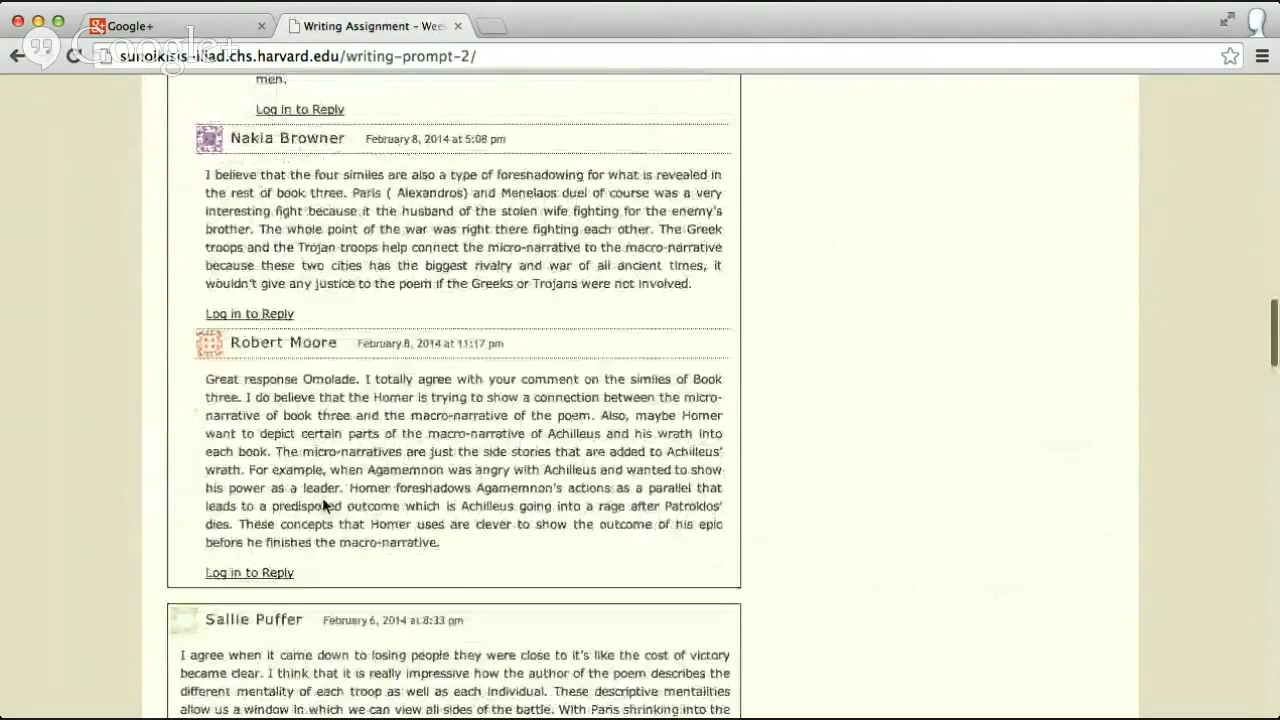 Google+
Writing Assignment – Wee
Google+
sunoikisis-iliad.chs.harvard.edu/writing-prompt-2/
men.
Log in to Reply
Nakia Browner February 8, 2014 at 5:08 pm
I believe that the four similes are also a type of foreshadowing for what is revealed in
the rest of book three. Paris ( Alexandros) and Menelaos duel of course was a very
interesting fight because it the husband of the stolen wife fighting for the enemy's
brother. The whole point of the war was right there fighting each other. The Greek
troops and the Trojan troops help connect the micro-narrative to the macro-narrative
because these two cities has the biggest rivalry and war of all ancient times, it
wouldn't give any justice to the poem if the Greeks or Trojans were not involved.
Log in to Reply
Robert Moore February 8, 2014 at 11:17 pm
Great response Omolade. I totally agree with your comment on the similes of Book
three. I do believe that the Homer is trying to show a connection between the micro-
narrative of book three and the macro-narrative of the poem. Also, maybe Homer
want to depict certain parts of the macro-narrative of Achilleus and his wrath into
each book. The micro-narratives are just the side stories that are added to Achilleus'
wrath. For example, when Agamemnon was angry with Achilleus and wanted to show
his power as a leader. Homer foreshadows Agamemnon's actions as a parallel that
leads to a predisposed outcome which is Achilleus going into a rage after Patroklos'
dies. These concepts that Homer uses are clever to show the outcome of his epic
before he finishes the macro-narrative.
Log in to Reply
Sallie Puffer February 6, 2014 at 8:33 pm
I agree when it came down to losing people they were close to it's like the cost of victory
became clear. I think that it is really impressive how the author of the poem describes the
different mentality of each troop as well as each individual. These descriptive mentalities
allow us a window in which we can view all sides of the battle. With Paris shrinking into the